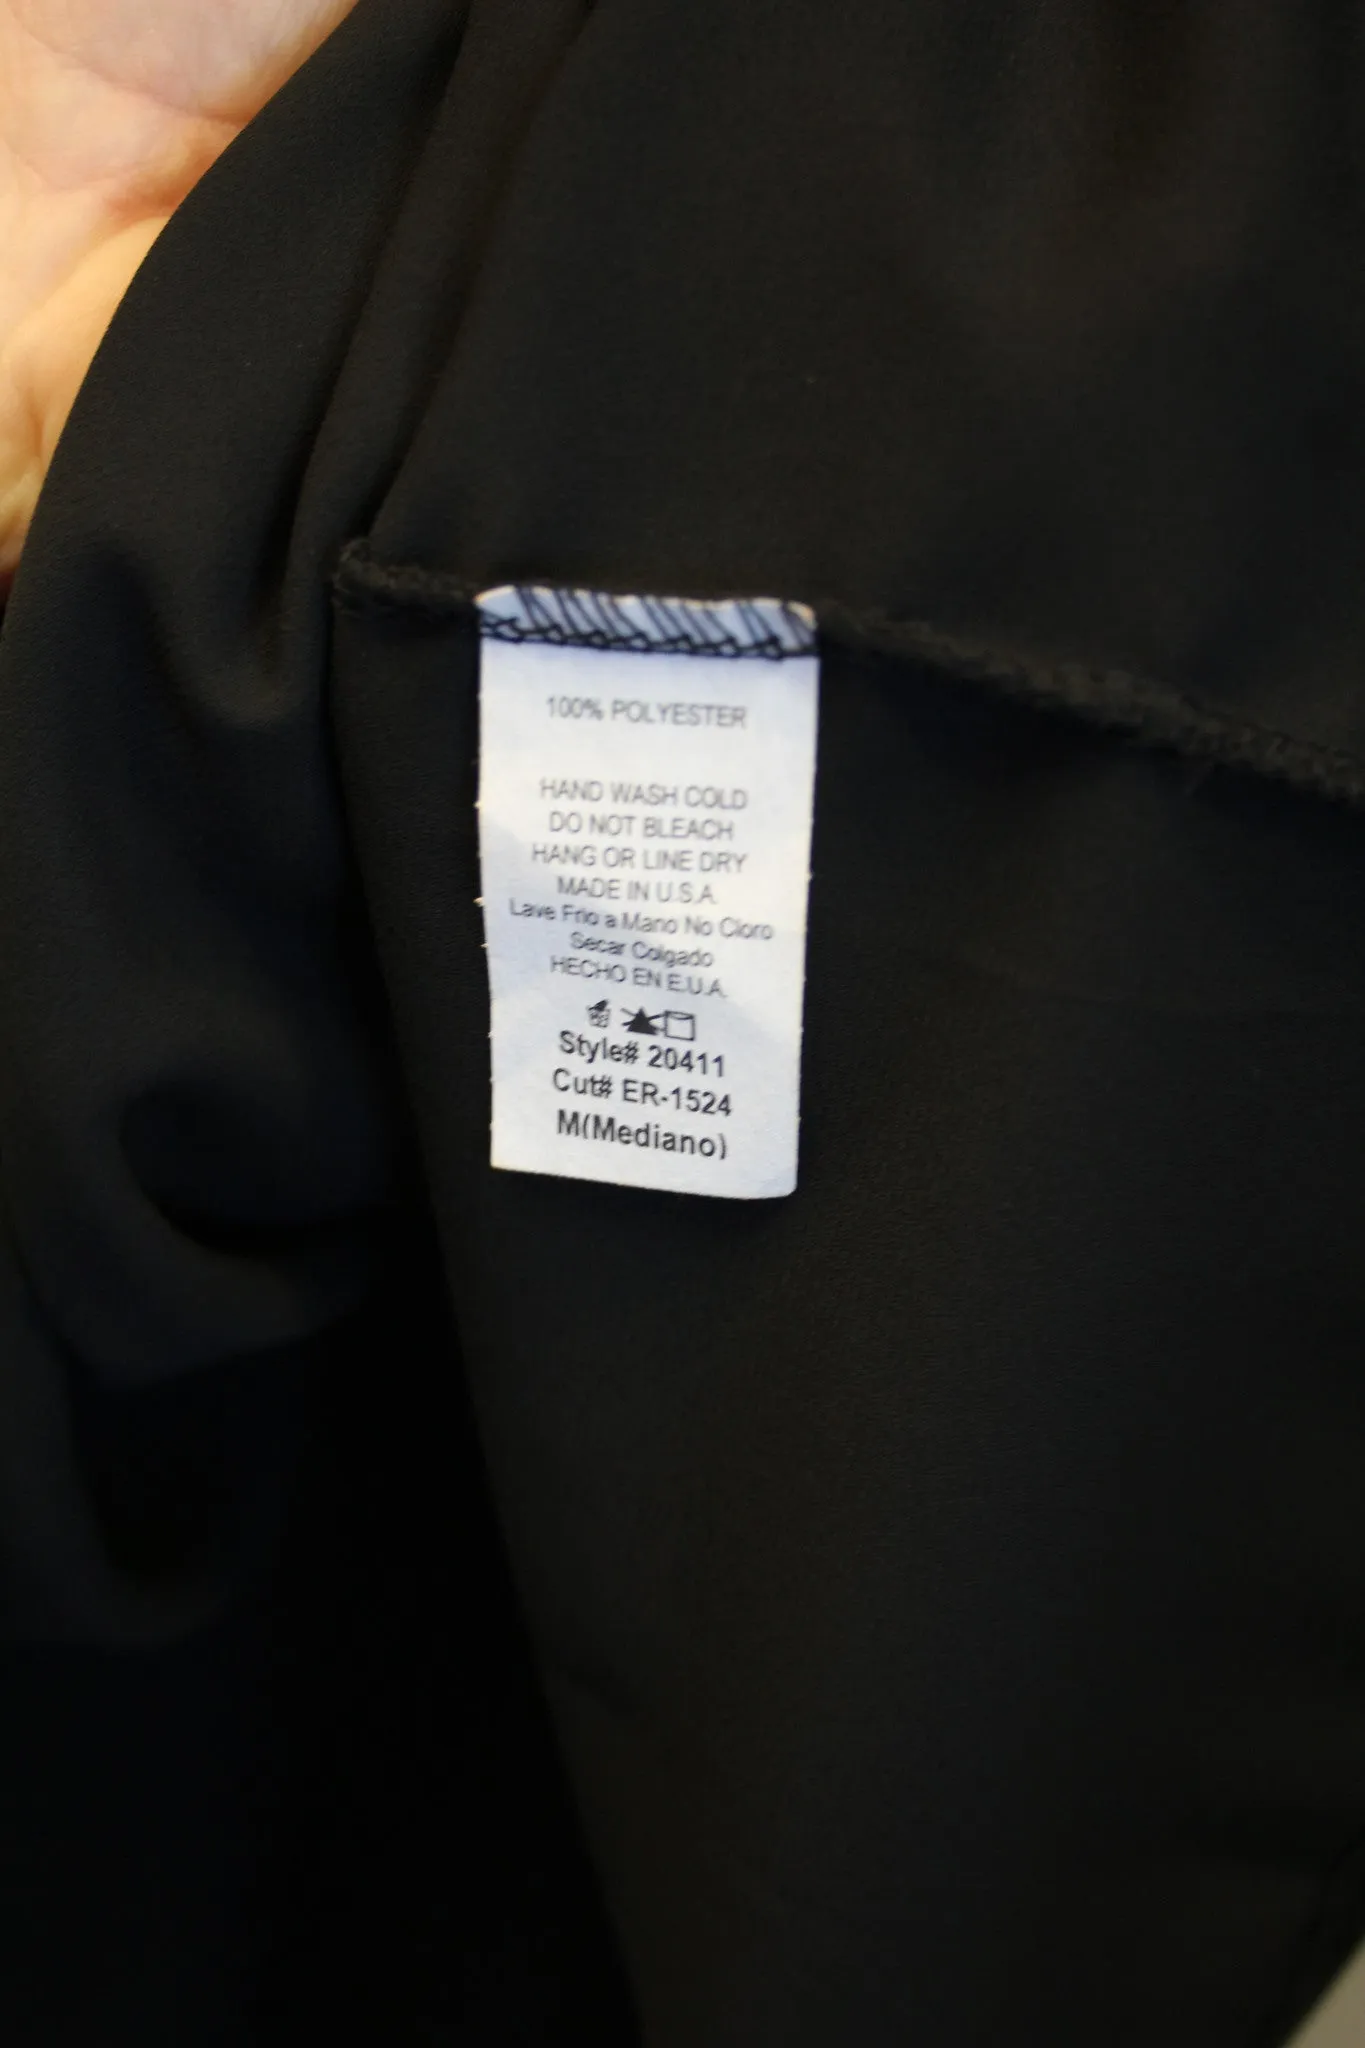 100% POLYESTER
HAND WASH COLD
DO NOT BLEACH
HANG OR LINE DRY
MADE IN U.S.A.
Lave Frio a Mano No Cloro
Secar Colgado
HECHO EN E.U.A.
Style# 20411
Cut# ER-1524
M(Mediano)